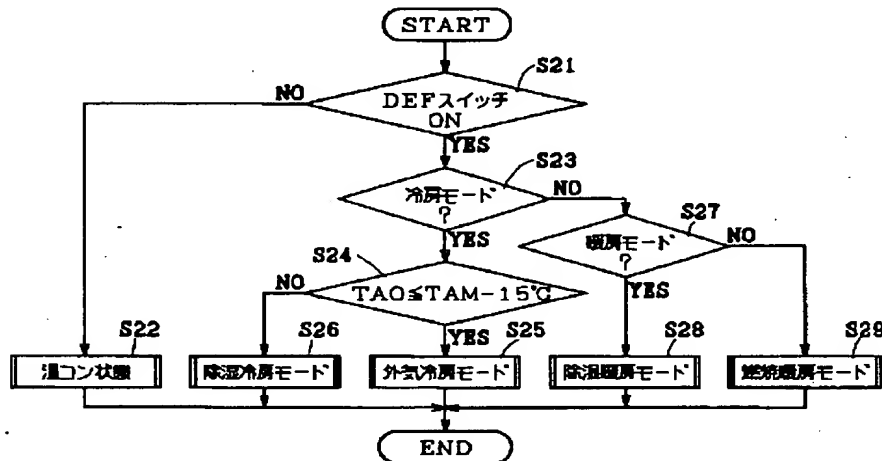 START
S21
NO
DEFスイッチ
ON
YES
S23
冷房モード
?
NO
YES
S27
暖房モード
?
NO
YES
S24
NO
TAO≦TAM-15℃
YES
S22
S26
S25
S28
S29
温コン状態
除湿冷房モード
外気冷房モード
除湿暖房モード
燃焼暖房モード
END